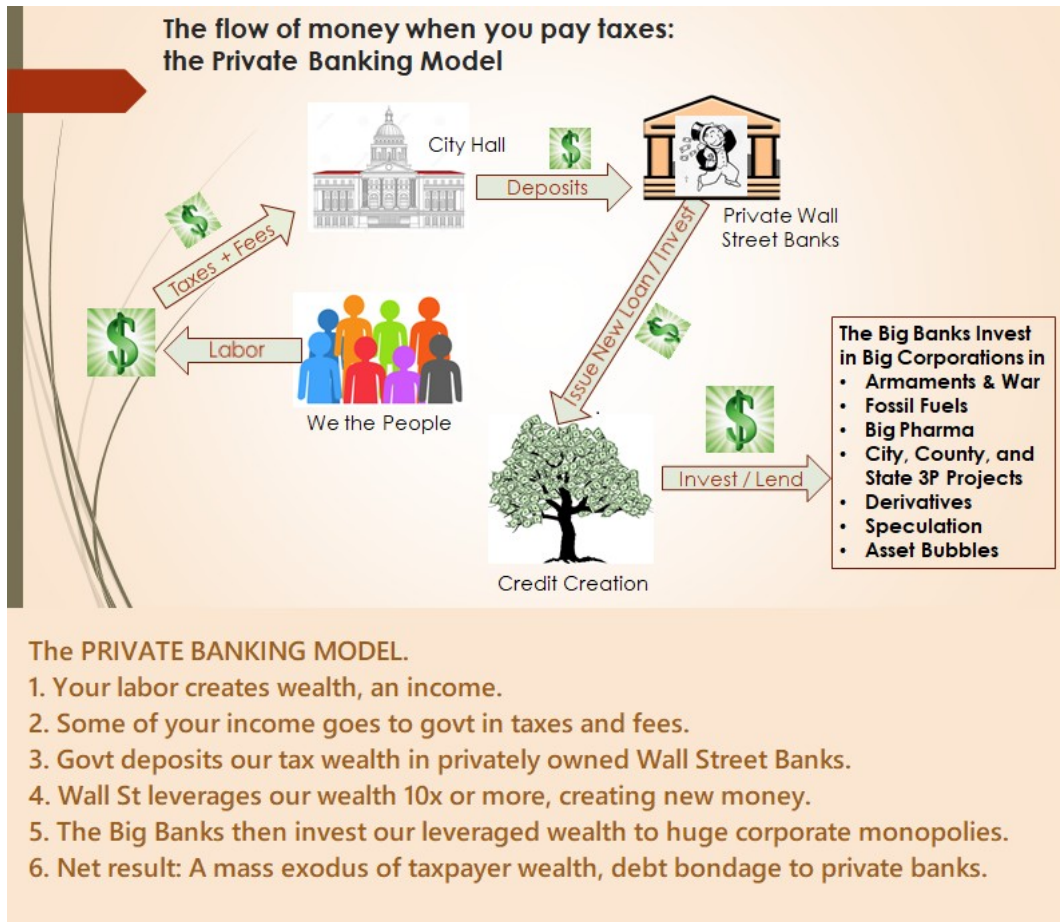 The flow of money when you pay taxes:
the Private Banking Model
City Hall
Deposits
Private Wall
Street Banks
Taxes + Fees
Labor
We the People
Issue New Loan / Invest
Credit Creation
Invest / Lend
The Big Banks Invest
in Big Corporations in
• Armaments & War
• Fossil Fuels
• Big Pharma
• City, County, and
State 3P Projects
• Derivatives
• Speculation
• Asset Bubbles
The PRIVATE BANKING MODEL.
1. Your labor creates wealth, an income.
2. Some of your income goes to govt in taxes and fees.
3. Govt deposits our tax wealth in privately owned Wall Street Banks.
4. Wall St leverages our wealth 10x or more, creating new money.
5. The Big Banks then invest our leveraged wealth to huge corporate monopolies.
6. Net result: A mass exodus of taxpayer wealth, debt bondage to private banks.